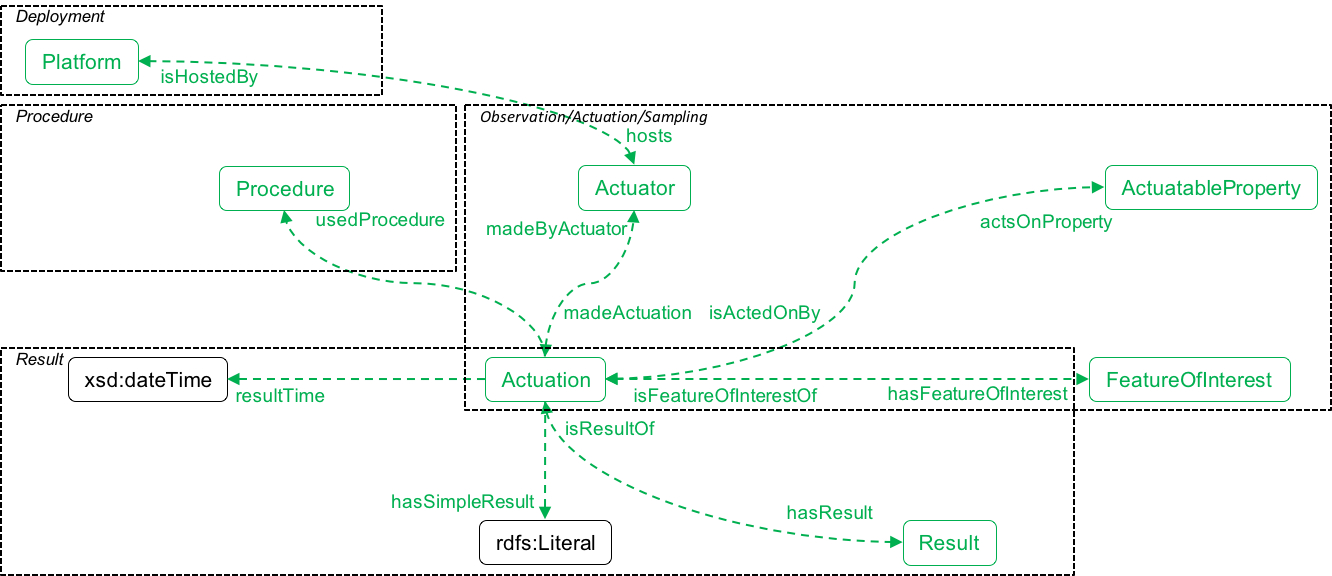 Deployment
Platform
isHostedBy
Procedure
Observation/Actuation/Sampling
hosts
Procedure
Actuator
ActuatableProperty
usedProcedure
madeByActuator
actsOnProperty
madeActuation
isActedOnBy
Result
xsd:dateTime
Actuation
FeatureOfInterest
resultTime
isFeatureOfInterestOf
hasFeatureOfInterest
isResultOf
hasSimpleResult
hasResult
rdfs:Literal
Result